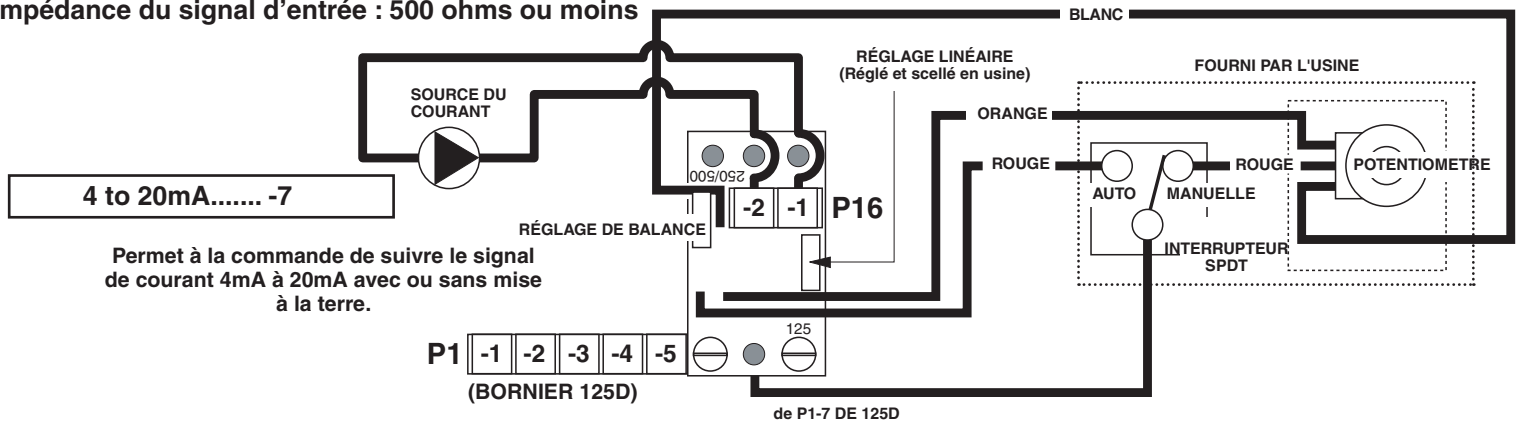 mpédance du signal d'entrée : 500 ohms ou moins
BLANC
RÉGLAGE LINÉAIRE
(Réglé et scellé en usine)
FOURNI PAR L'USINE
SOURCE DU
COURANT
ORANGE
ROUGE
ROUGE
POTENTIOMETRE
250/500
AUTO
MANUELLE
4 to 20mA....... -7
-2
-1
P16
RÉGLAGE DE BALANCE
INTERRUPTEUR
SPDT
Permet à la commande de suivre le signal
de courant 4mA à 20mA avec ou sans mise
à la terre.
125
P1
-1
-2
-3
-4
-5
(BORNIER 125D)
de P1-7 DE 125D